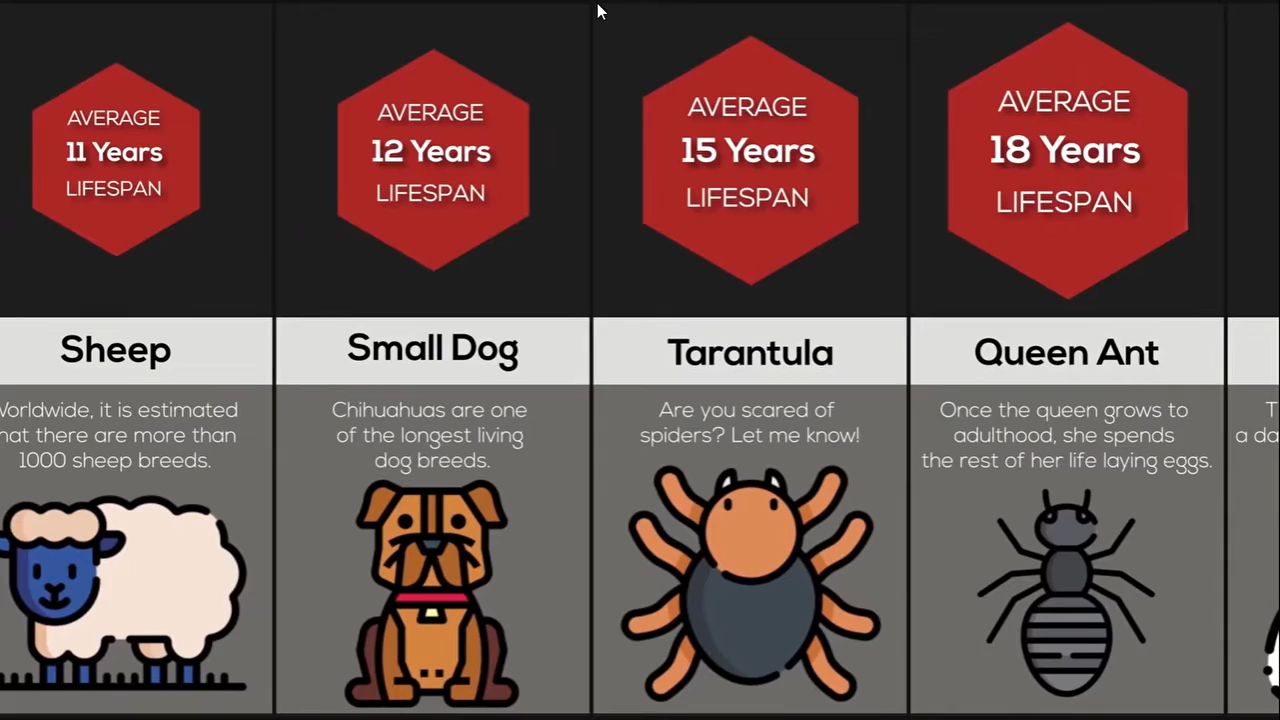 AVERAGE
11 Years
LIFESPAN
Sheep
Worldwide, it is estimated
that there are more than
1000 sheep breeds.
AVERAGE
12 Years
LIFESPAN
Small Dog
Chihuahuas are one
of the longest living
dog breeds.
AVERAGE
15 Years
LIFESPAN
Tarantula
Are you scared of
spiders? Let me know!
AVERAGE
18 Years
LIFESPAN
Queen Ant
Once the queen grows to
adulthood, she spends
the rest of her life laying eggs.